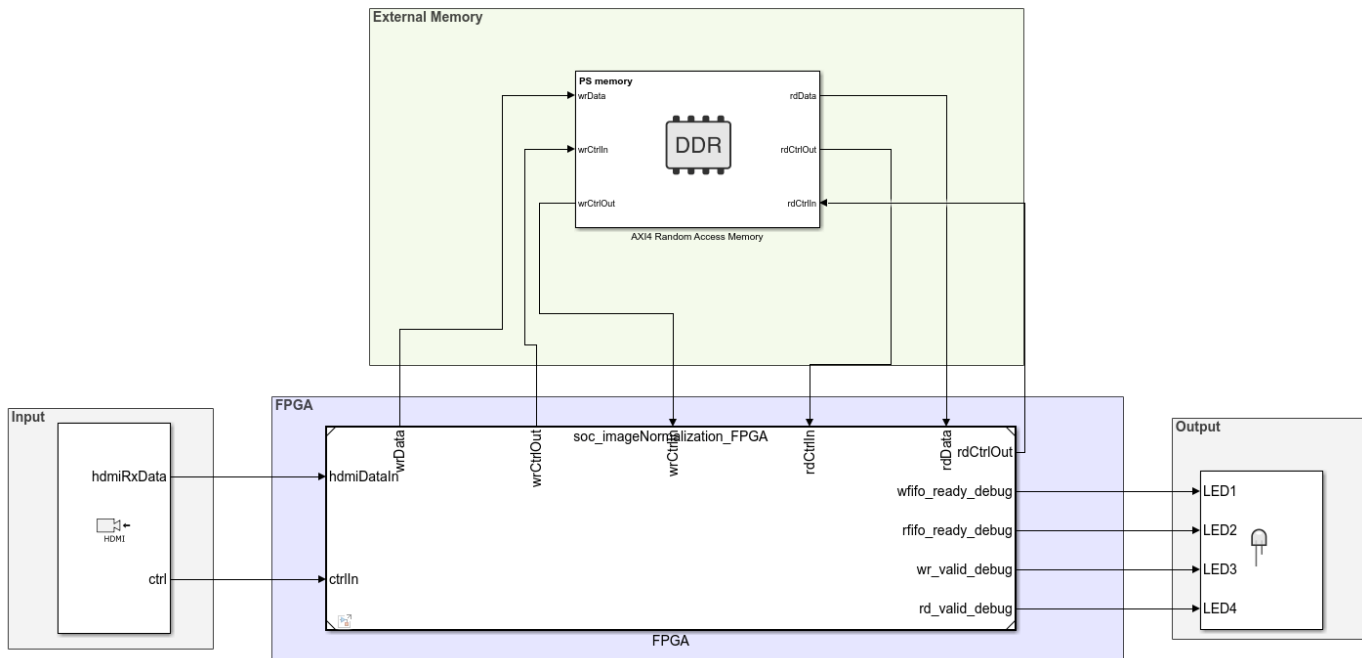 External Memory
PS memory
wrData
rdData
DDR
wrCtrlIn
rdCtrlOut
wrCtrlOut
rdCtrlIn
AXI4 Random Access Memory
Input
FPGA
Output
hdmiRxData
HDMI
ctrl
soc_imageNormalization_FPGA
wrData
wrCtrlOut
wrCtrlIn
rdCtrlIn
rdData
rdCtrlOut
hdmiDataIn
ctrlIn
wfifo_ready_debug
rfifo_ready_debug
wr_valid_debug
rd_valid_debug
FPGA
LED1
LED2
LED3
LED4